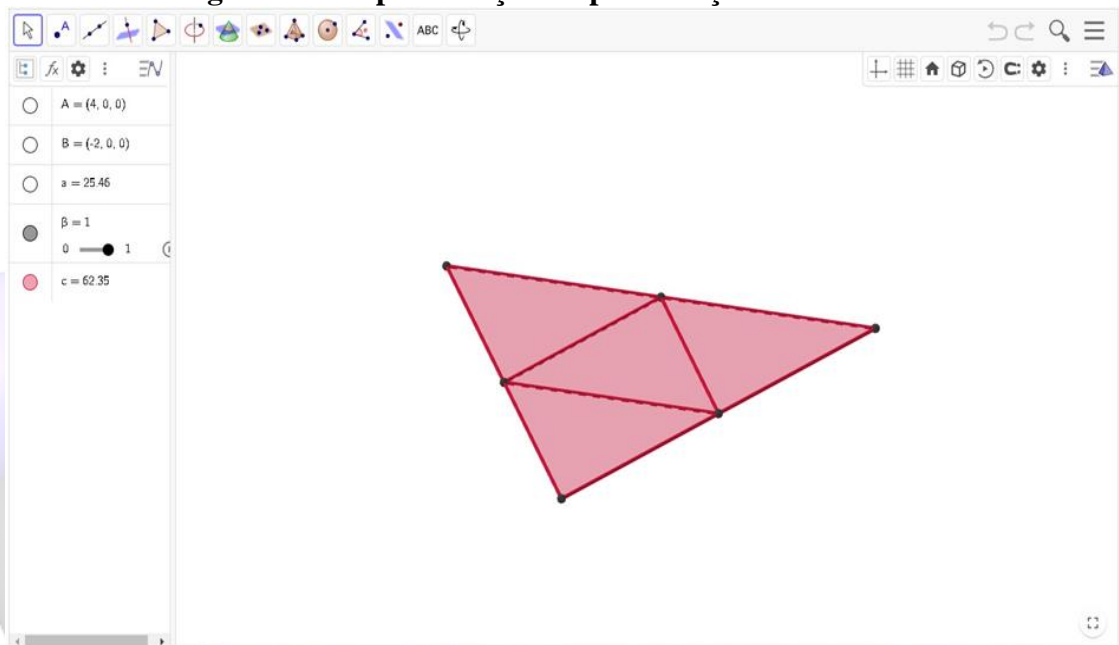 ABC
A = (4, 0, 0)
B = (-2, 0, 0)
a = 25.46
β = 1
0 1
c = 62.35